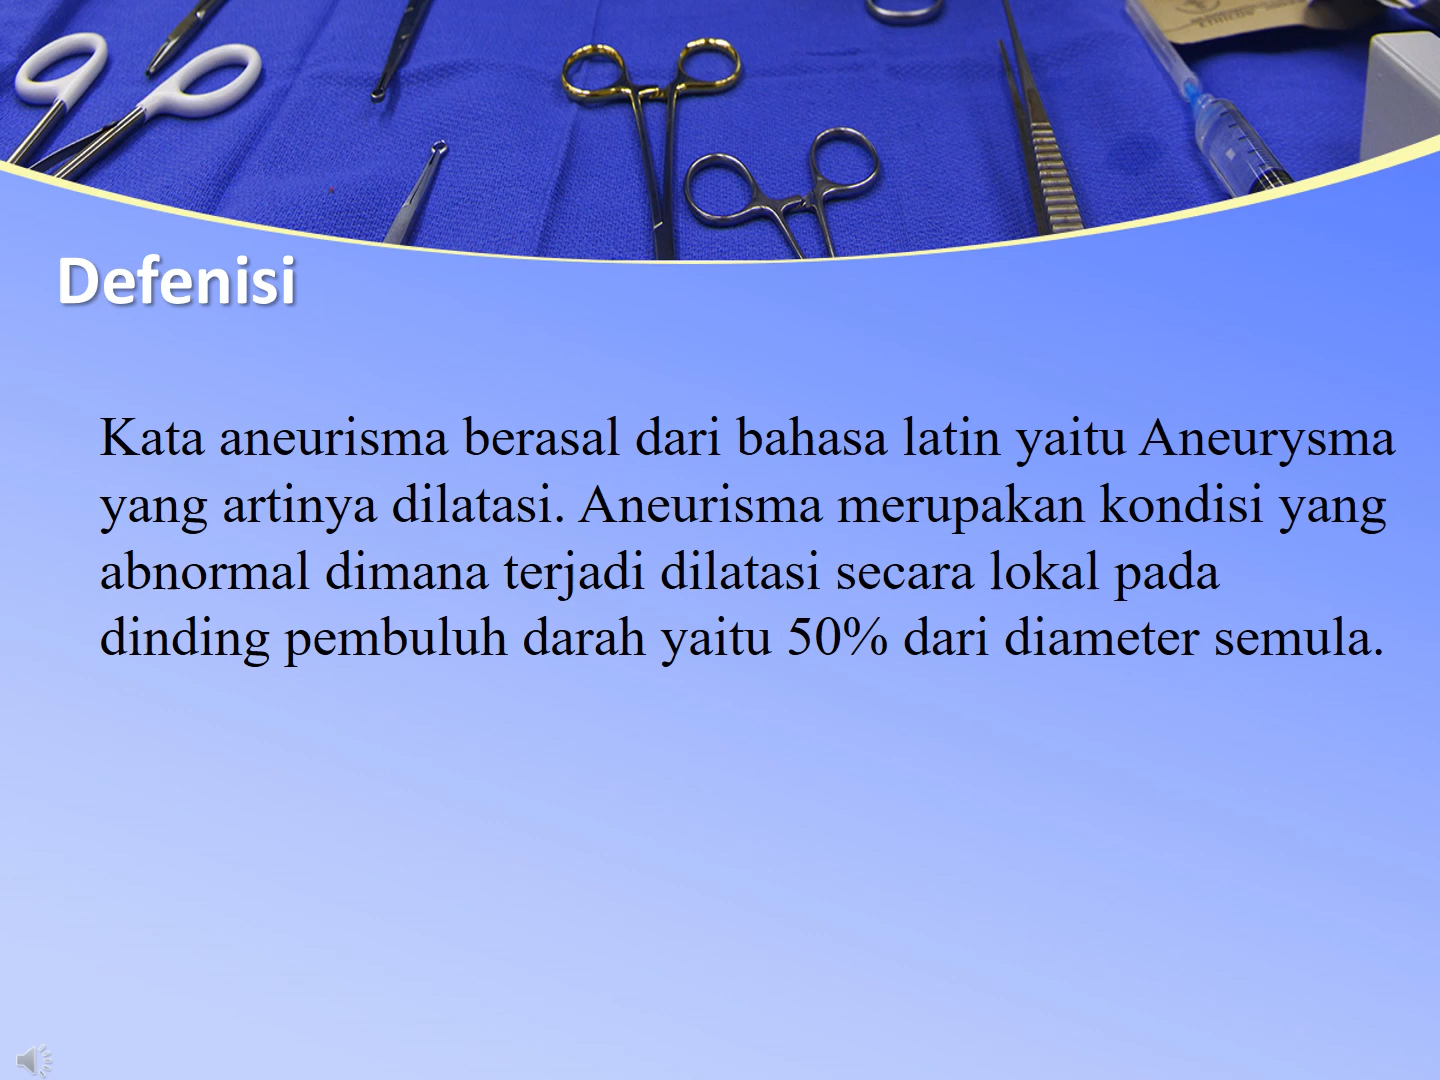 Defenisi
Kata aneurisma berasal dari bahasa latin yaitu Aneurysma
yang artinya dilatasi. Aneurisma merupakan kondisi yang
abnormal dimana terjadi dilatasi secara lokal pada
dinding pembuluh darah yaitu 50% dari diameter semula.